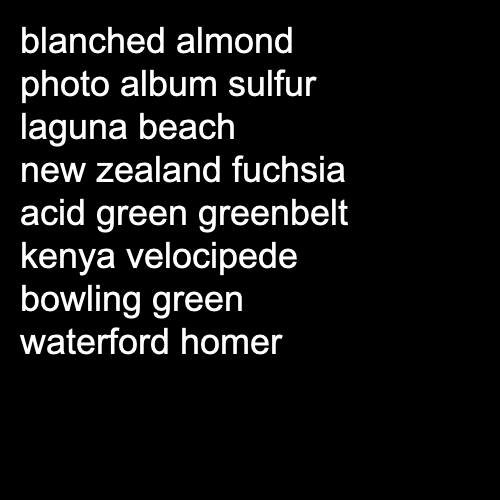 blanched almond
photo album sulfur
laguna beach
new zealand fuchsia
acid green greenbelt
kenya velocipede
bowling green
waterford homer